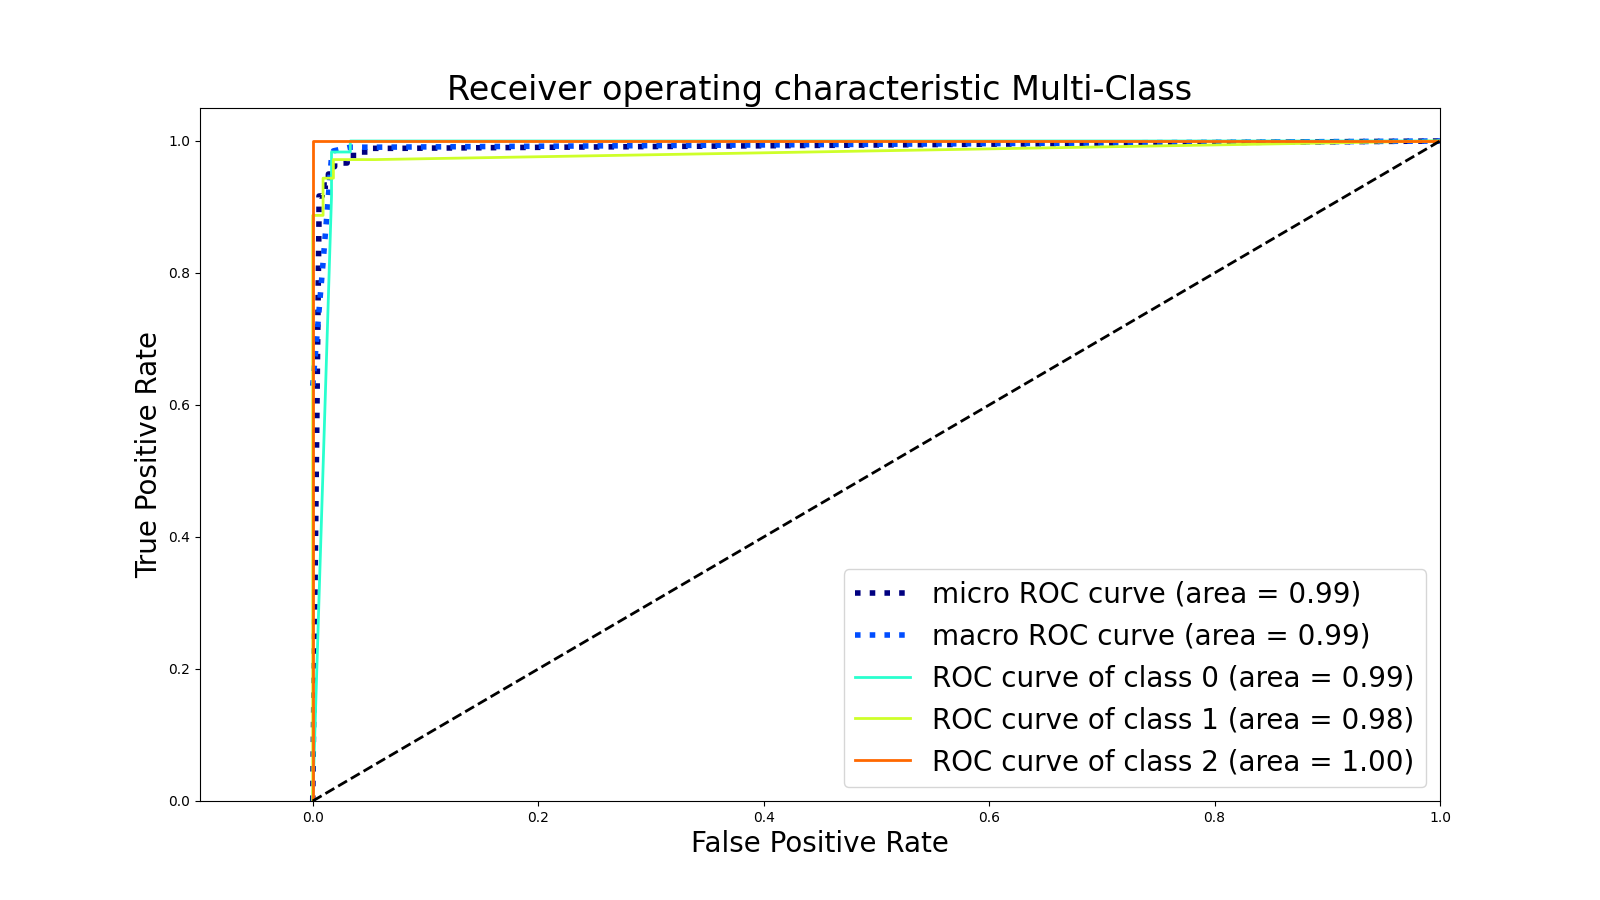 Receiver operating characteristic Multi-Class
True Positive Rate
1.0
0.8
0.6
0.4
0.2
0.0
micro ROC curve (area = 0.99)
macro ROC curve (area = 0.99)
ROC curve of class 0 (area = 0.99)
ROC curve of class 1 (area = 0.98)
ROC curve of class 2 (area = 1.00)
0.0 0.2 0.4 0.6 0.8 1.0
False Positive Rate